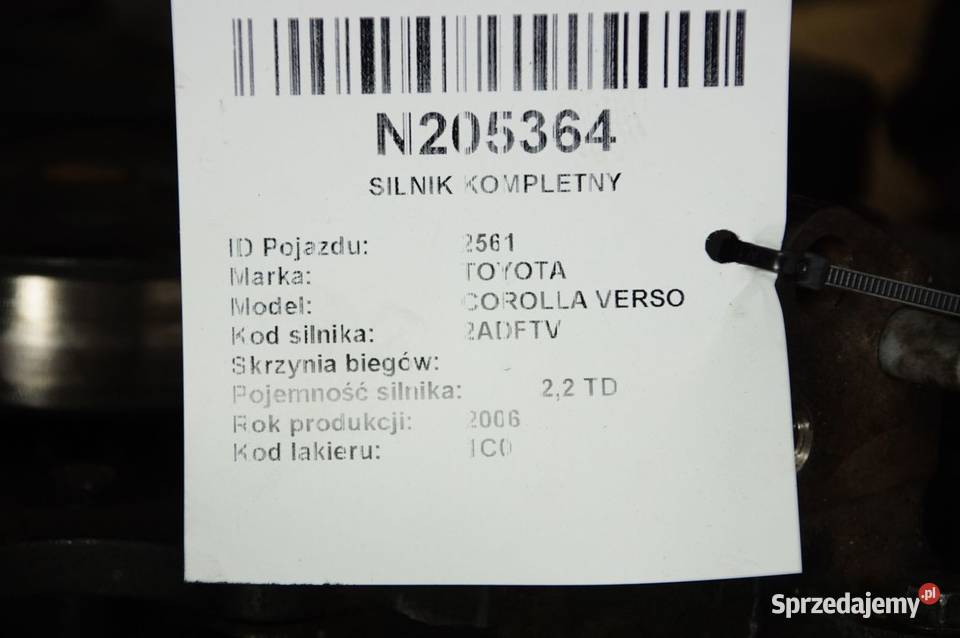 N205364
SILNIK KOMPLETNY
ID Pojazdu: 2561
Marka: TOYOTA
Model: COROLLA VERSO
Kod silnika: 2ADFTV
Skrzynia biegów:
Pojemność silnika: 2,2 TD
Rok produkcji: 2006
Kod lakieru: 1C0
Sprzedajemy.pl